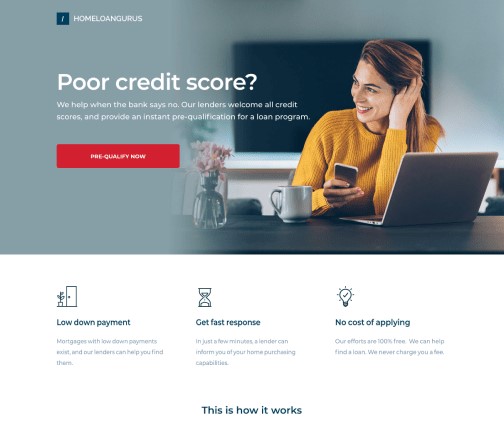 HOMELOANGURUS
Poor credit score?
We help when the bank says no. Our lenders welcome all credit
scores, and provide an instant pre-qualification for a loan program.
PRE-QUALIFY NOW
Low down payment
Get fast response
No cost of applying
Mortgages with low down payments
exist, and our lenders can help you find
them.
In just a few minutes, a lender can
inform you of your home purchasing
capabilities.
Our efforts are 100% free. We can help
find a loan. We never charge you a fee.
This is how it works